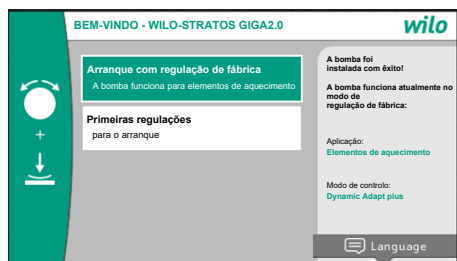 BEM-VINDO - WILO-STRATOS GIGA2.0
wilo
Arranque com regulação de fábrica
A bomba funciona para elementos de aquecimento
Primeiras regulações
para o arranque
A bomba foi
instalada com êxito!
A bomba funciona atualmente no
modo de
regulação de fábrica:
Aplicação:
Elementos de aquecimento
Modo de controlo:
Dynamic Adapt plus
+
Language